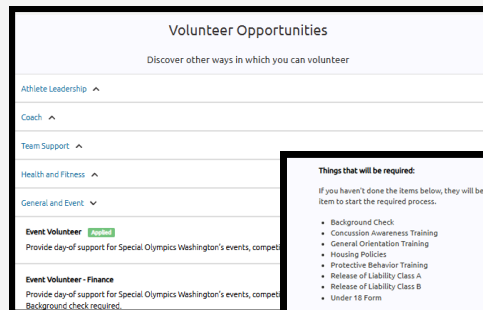 Volunteer Opportunities
Discover other ways in which you can volunteer
Athlete Leadership
Coach
Team Support
Health and Fitness
General and Event
Event Volunteer Applied
Provide day-of support for Special Olympics Washington's events, competi
Event Volunteer - Finance
Provide day-of support for Special Olympics Washington's events, competi
Background check required.
Things that will be required:
If you haven't done the items below, they will be
item to start the required process.
• Background Check
• Concussion Awareness Training
• General Orientation Training
• Housing Policies
• Protective Behavior Training
• Release of Liability Class A
• Release of Liability Class B
• Under 18 Form